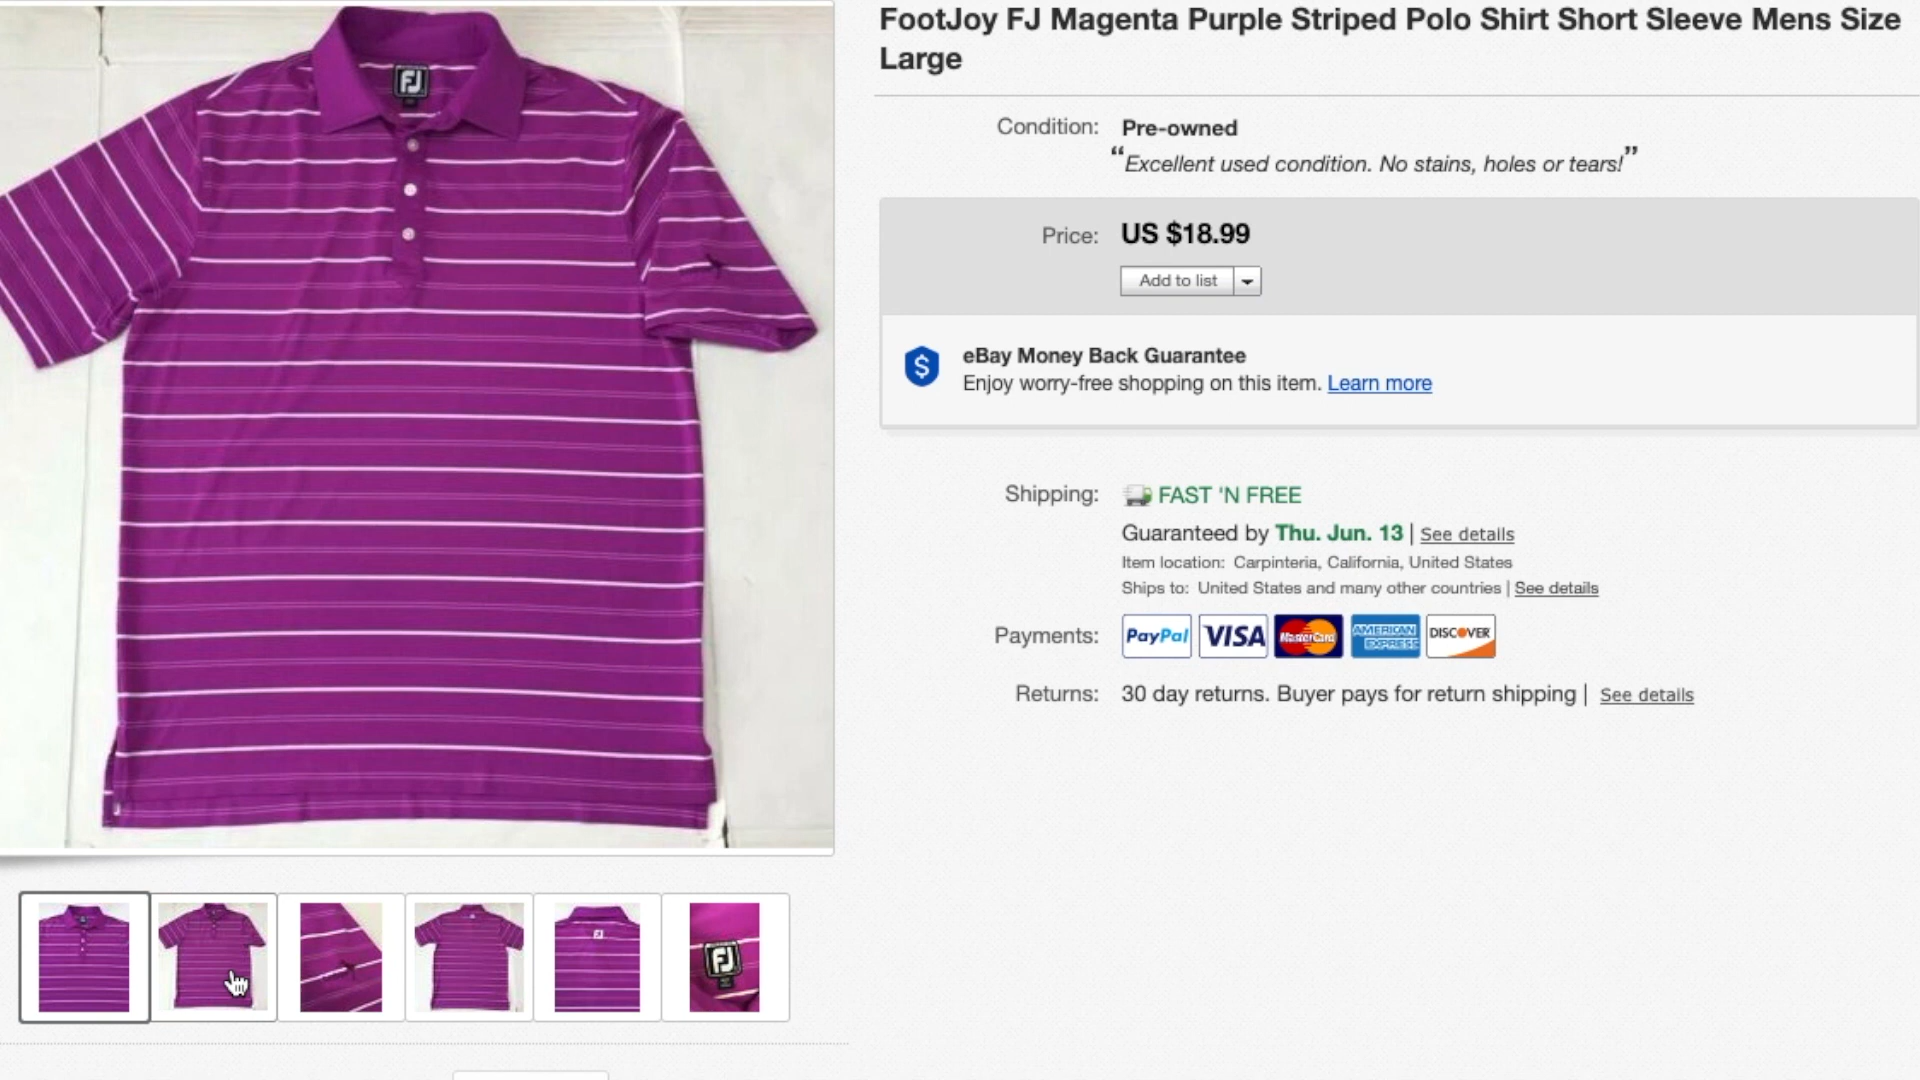 FootJoy FJ Magenta Purple Striped Polo Shirt Short Sleeve Mens Size
Large
Condition: Pre-owned
“Excellent used condition. No stains, holes or tears!”
Price: US $18.99
Add to list
eBay Money Back Guarantee
Enjoy worry-free shopping on this item. Learn more
Shipping: FAST 'N FREE
Guaranteed by Thu. Jun. 13 | See details
Item location: Carpinteria, California, United States
Ships to: United States and many other countries | See details
Payments: PayPal VISA MasterCard AMERICAN EXPRESS DISCOVER
Returns: 30 day returns. Buyer pays for return shipping | See details
FJ
FJ
FJ